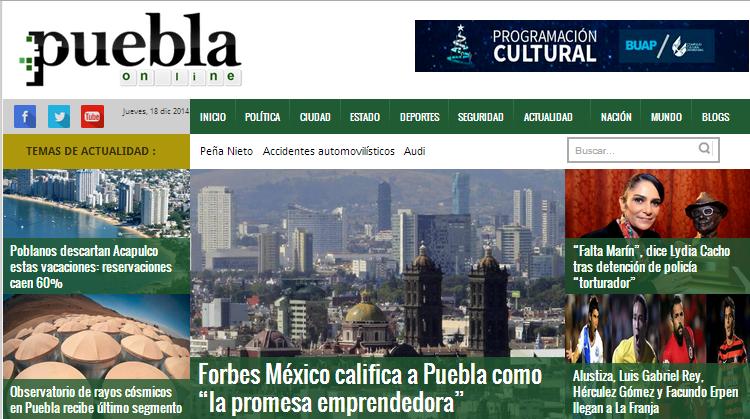 puebla
on line
PROGRAMACIÓN
CULTURAL
BUAP
Jueves, 18 dic 2014
INICIO POLÍTICA CIUDAD ESTADO DEPORTES SEGURIDAD ACTUALIDAD NACIÓN MUNDO BLOGS
You Tube
TEMAS DE ACTUALIDAD :
Peña Nieto Accidentes automovilísticos Audi
Buscar...
Poblanos descartan Acapulco
estas vacaciones: reservaciones
caen 60%
Observatorio de rayos cósmicos
en Puebla recibe último segmento
Forbes México califica a Puebla como
“la promesa emprendedora”
“Falta Marín”, dice Lydia Cacho
tras detención de policía
“torturador”
Alustiza, Luis Gabriel Rey,
Hérculez Gómez y Facundo Erpen
llegan a La Franja